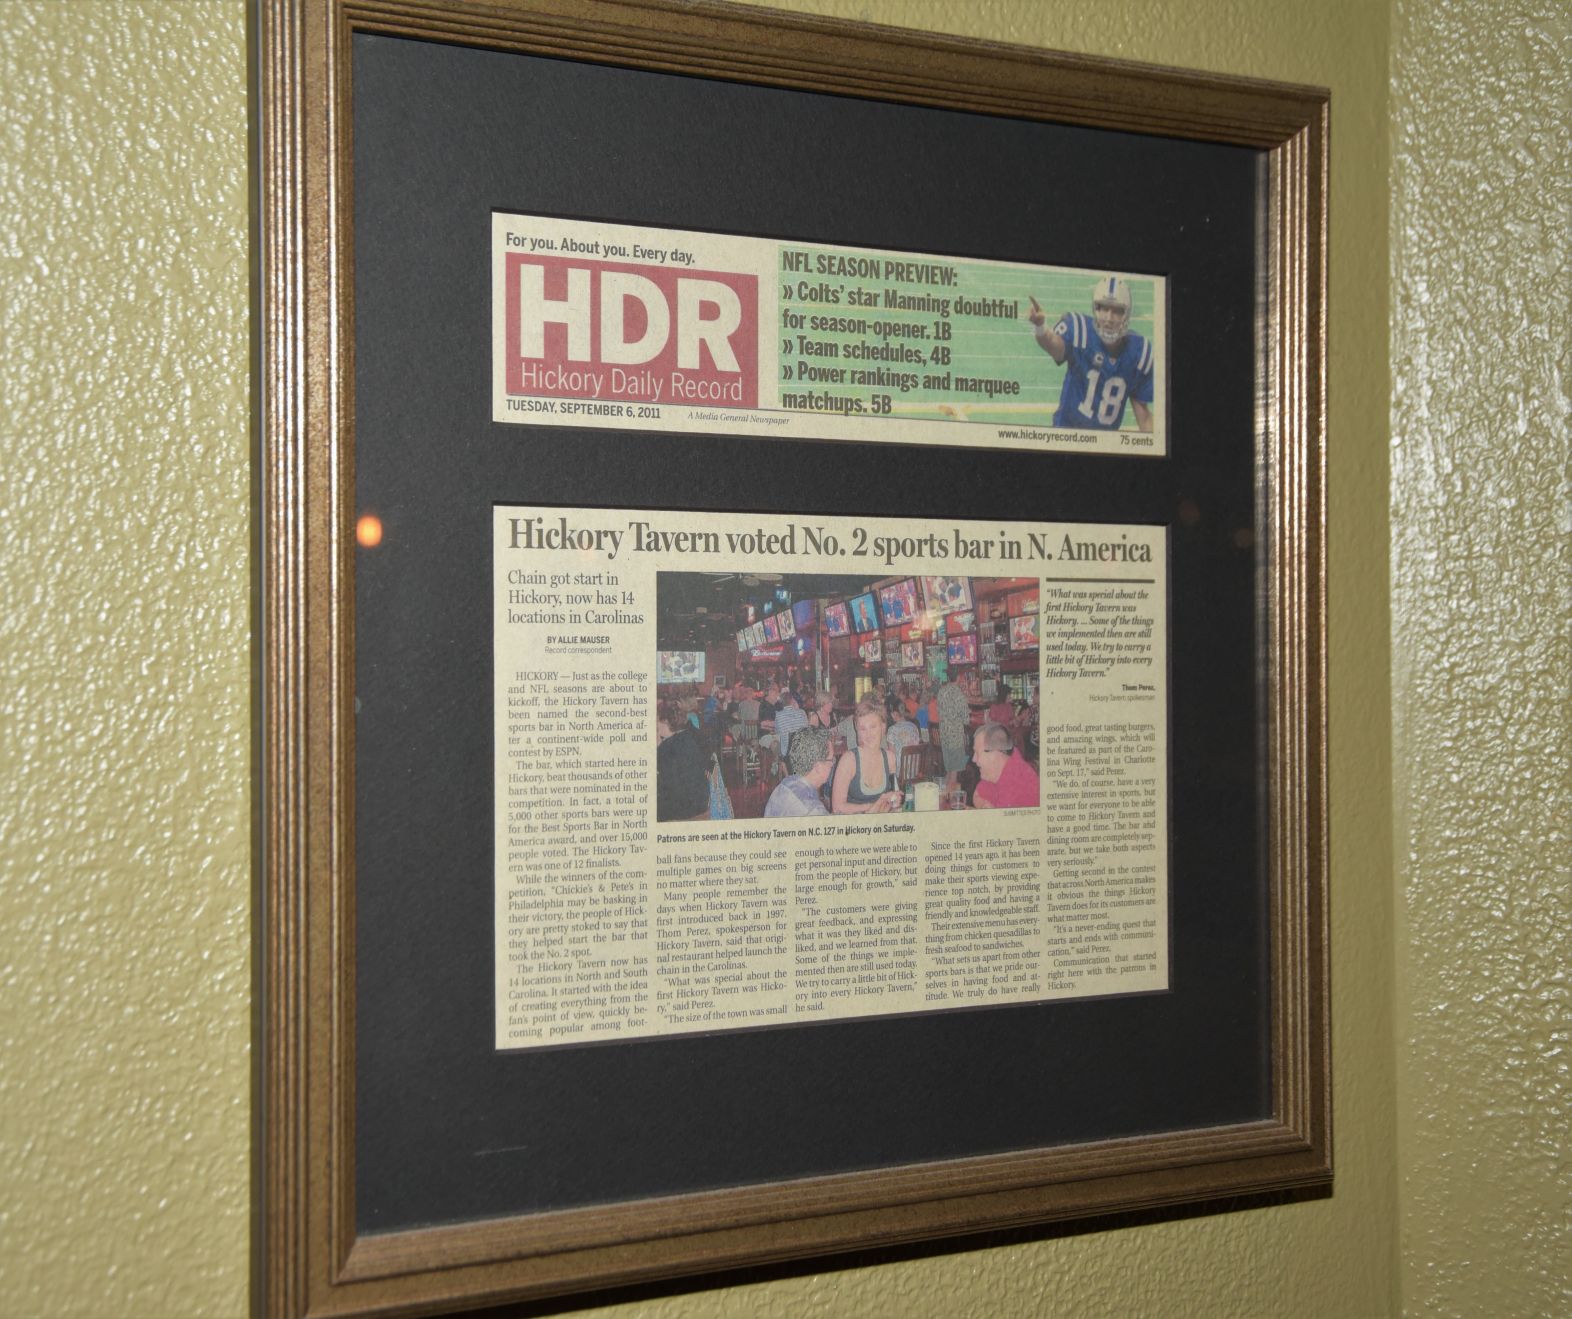 For you. About you. Every day.
HDR
Hickory Daily Record
TUESDAY, SEPTEMBER 6, 2011
A Media General Newspaper
NFL SEASON PREVIEW:
» Colts' star Manning doubtful
for season-opener. 1B
» Team schedules, 4B
» Power rankings and marquee
matchups. 5B
18
www.hickoryrecord.com
75 cents
Hickory Tavern voted No. 2 sports bar in N. America
Chain got start in
Hickory, now has 14
locations in Carolinas
BY ALLIE MAUSER
Record correspondent
HICKORY — Just as the college
and NFL seasons are about to
kickoff, the Hickory Tavern has
been named the second-best
sports bar in North America af-
ter a continent-wide poll and
contest by ESPN.
The bar, which started here in
Hickory, beat thousands of other
bars that were nominated in the
competition. In fact, a total of
5,000 other sports bars were up
for the Best Sports Bar in North
America award, and over 15,000
people voted. The Hickory Tav-
ern was one of 12 finalists.
While the winners of the com-
petition, "Chickie's & Pete's in
Philadelphia may be basking in
their victory, the people of Hick-
ory are pretty stoked to say that
they helped start the bar that
took the No. 2 spot.
The Hickory Tavern now has
14 locations in North and South
Carolina. It started with the idea
of creating everything from the
fan's point of view, quickly be-
coming popular among foot-
SUBMITTED PHOTO
Patrons are seen at the Hickory Tavern on N.C. 127 in Hickory on Saturday.
ball fans because they could see
multiple games on big screens
no matter where they sat.
Many people remember the
days when Hickory Tavern was
first introduced back in 1997.
Thom Perez, spokesperson for
Hickory Tavern, said that origi-
nal restaurant helped launch the
chain in the Carolinas.
"What was special about the
first Hickory Tavern was Hicko-
ry," said Perez.
"The size of the town was small
enough to where we were able to
get personal input and direction
from the people of Hickory, but
large enough for growth," said
Perez.
"The customers were giving
great feedback, and expressing
what it was they liked and dis-
liked, and we learned from that.
Some of the things we imple-
mented then are still used today.
We try to carry a little bit of Hick-
ory into every Hickory Tavern,"
he said.
Since the first Hickory Tavern
opened 14 years ago, it has been
doing things for customers to
make their sports viewing expe-
rience top notch, by providing
great quality food and having a
friendly and knowledgeable staff.
Their extensive menu has every-
thing from chicken quesadillas to
fresh seafood to sandwiches.
"What sets us apart from other
sports bars is that we pride our-
selves in having food and at-
titude. We truly do have really
"What was special about the
first Hickory Tavern was
Hickory. ... Some of the things
we implemented then are still
used today. We try to carry a
little bit of Hickory into every
Hickory Tavern."
Thom Perez,
Hickory Tavern spokesman
good food, great tasting burgers,
and amazing wings, which will
be featured as part of the Caro-
lina Wing Festival in Charlotte
on Sept. 17," said Perez.
"We do, of course, have a very
extensive interest in sports, but
we want for everyone to be able
to come to Hickory Tavern and
have a good time. The bar and
dining room are completely sep-
arate, but we take both aspects
very seriously."
Getting second in the contest
that across North America makes
it obvious the things Hickory
Tavern does for its customers are
what matter most.
"It's a never-ending quest that
starts and ends with communi-
cation," said Perez.
Communication that started
right here with the patrons in
Hickory.